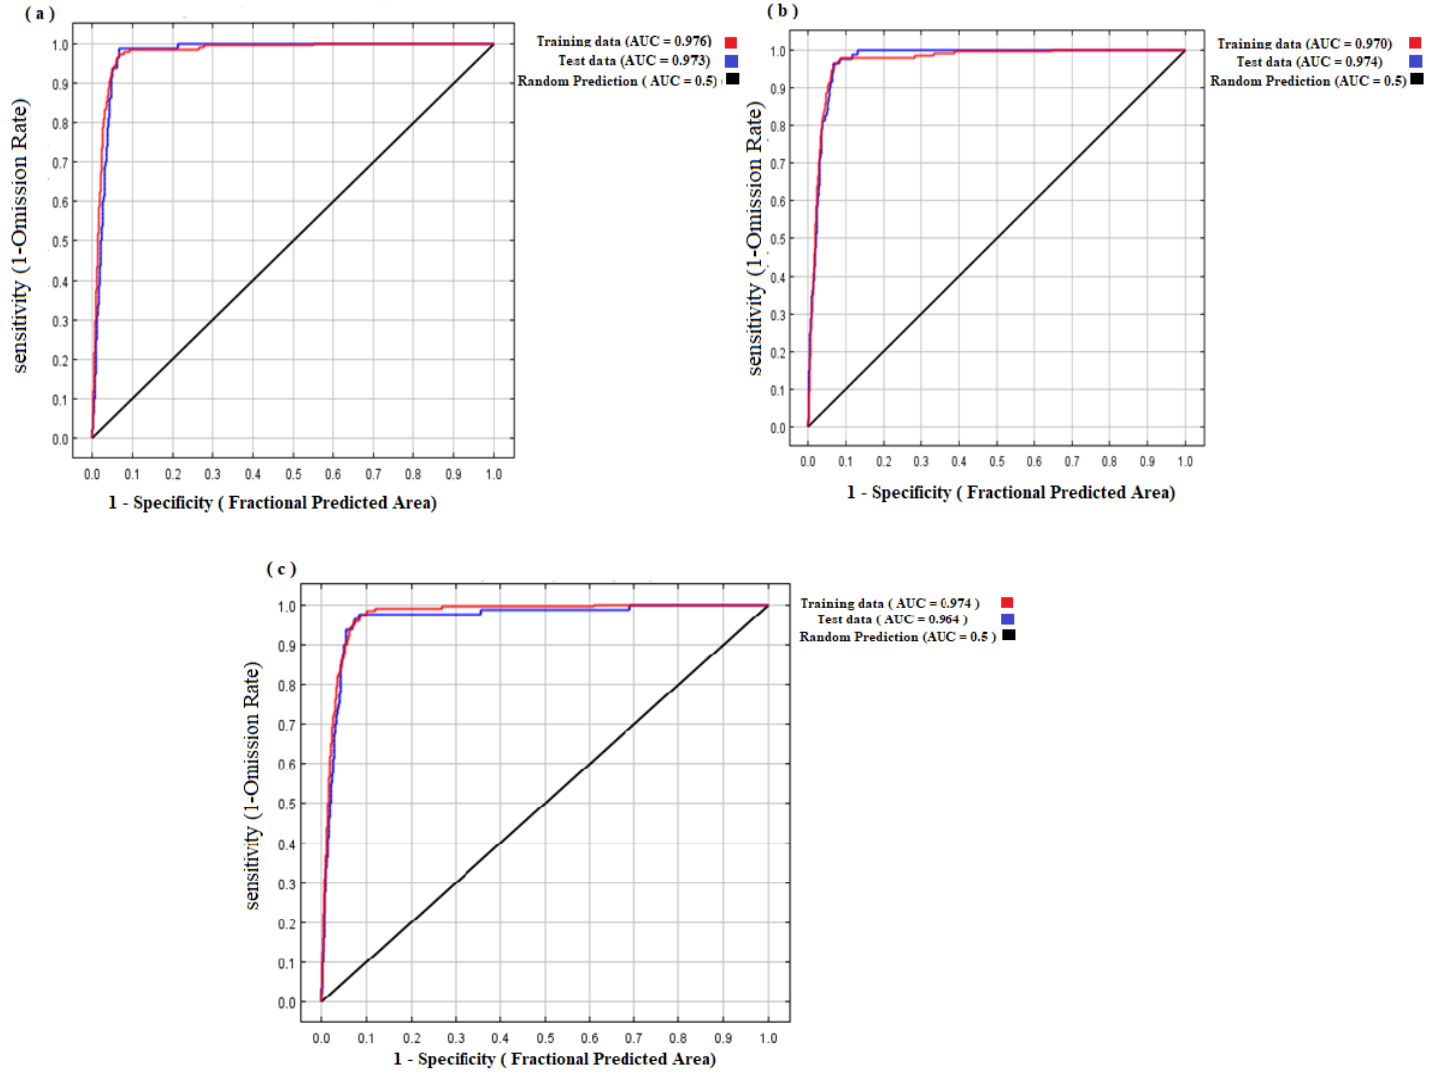 ( a )
Training data (AUC = 0.976)
Test data (AUC = 0.973)
Random Prediction ( AUC = 0.5)
sensitivity (1-Omission Rate)
1.0
0.9
0.8
0.7
0.6
0.5
0.4
0.3
0.2
0.1
0.0
0.0 0.1 0.2 0.3 0.4 0.5 0.6 0.7 0.8 0.9 1.0
1 - Specificity ( Fractional Predicted Area)
( b )
Training data (AUC = 0.970)
Test data (AUC = 0.974)
Random Prediction (AUC = 0.5)
sensitivity (1-Omission Rate)
1.0
0.9
0.8
0.7
0.6
0.5
0.4
0.3
0.2
0.1
0.0
0.0 0.1 0.2 0.3 0.4 0.5 0.6 0.7 0.8 0.9 1.0
1 - Specificity ( Fractional Predicted Area)
( c )
Training data ( AUC = 0.974 )
Test data ( AUC = 0.964 )
Random Prediction (AUC = 0.5 )
sensitivity (1-Omission Rate)
1.0
0.9
0.8
0.7
0.6
0.5
0.4
0.3
0.2
0.1
0.0
0.0 0.1 0.2 0.3 0.4 0.5 0.6 0.7 0.8 0.9 1.0
1 - Specificity ( Fractional Predicted Area)